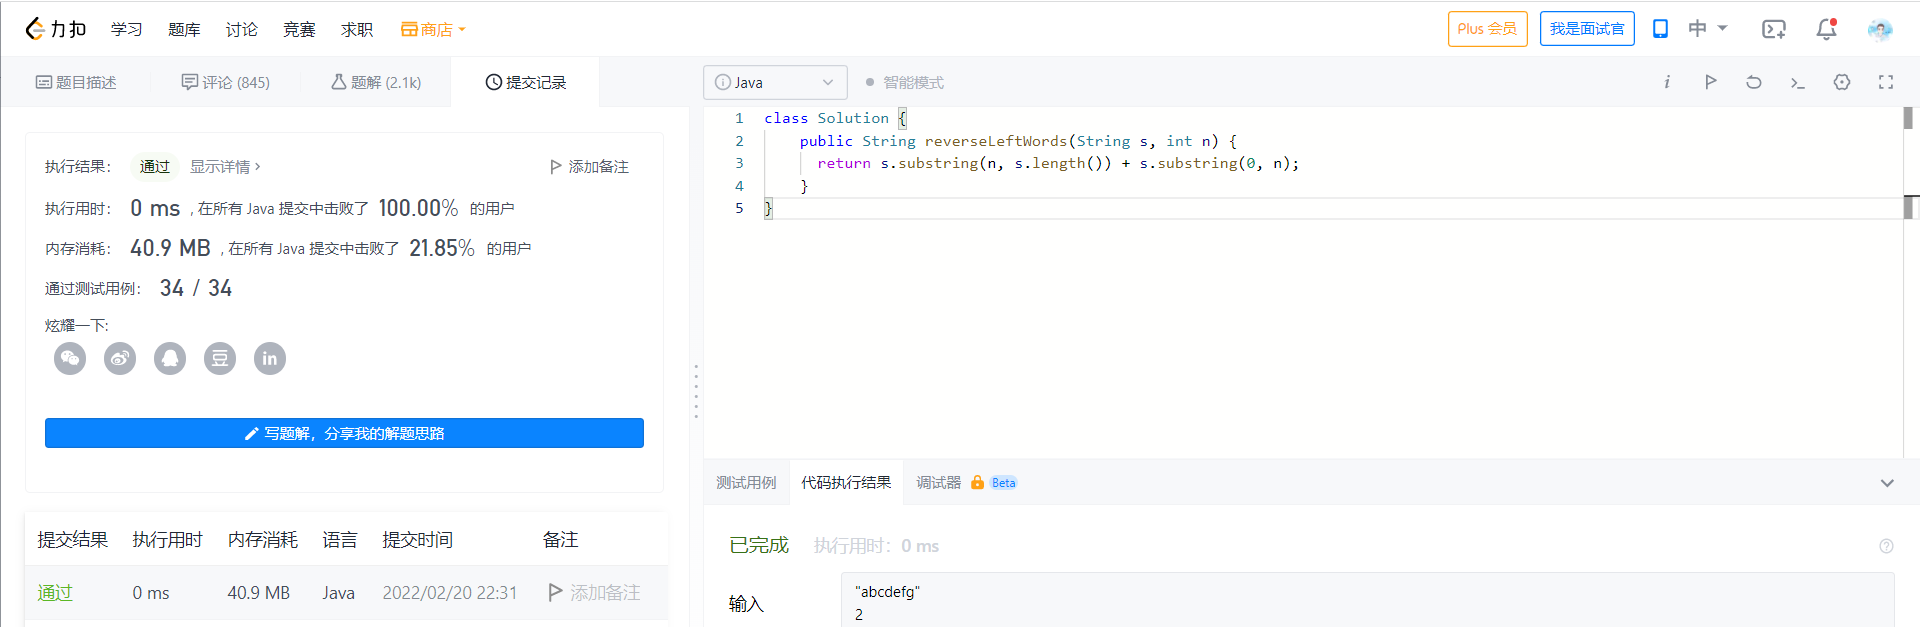 力扣 学习 题库 讨论 竞赛 求职 商店 Plus 会员 我是面试官 中
题目描述 评论 (845) 题解 (2.1k) 提交记录
执行结果： 通过 显示详情 › 添加备注
执行用时： 0 ms , 在所有 Java 提交中击败了 100.00% 的用户
内存消耗： 40.9 MB , 在所有 Java 提交中击败了 21.85% 的用户
通过测试用例： 34 / 34
炫耀一下:
豆 in
写题解，分享我的解题思路
提交结果 执行用时 内存消耗 语言 提交时间 备注
通过 0 ms 40.9 MB Java 2022/02/20 22:31 添加备注
Java 智能模式
1 class Solution {
2 public String reverseLeftWords(String s, int n) {
3 return s.substring(n, s.length()) + s.substring(0, n);
4 }
5 }
测试用例 代码执行结果 调试器 Beta
已完成 执行用时：0 ms
输入
"abcdefg"
2